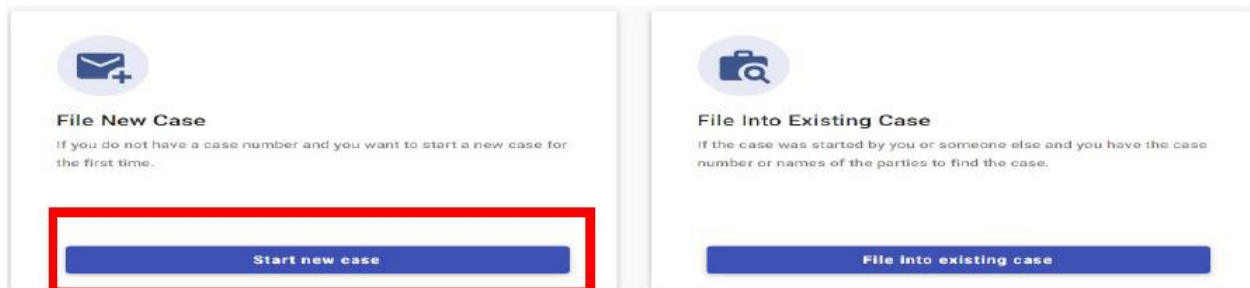 File New Case
If you do not have a case number and you want to start a new case for
the first time.
Start new case
File Into Existing Case
If the case was started by you or someone else and you have the case
number or names of the parties to find the case.
File into existing case